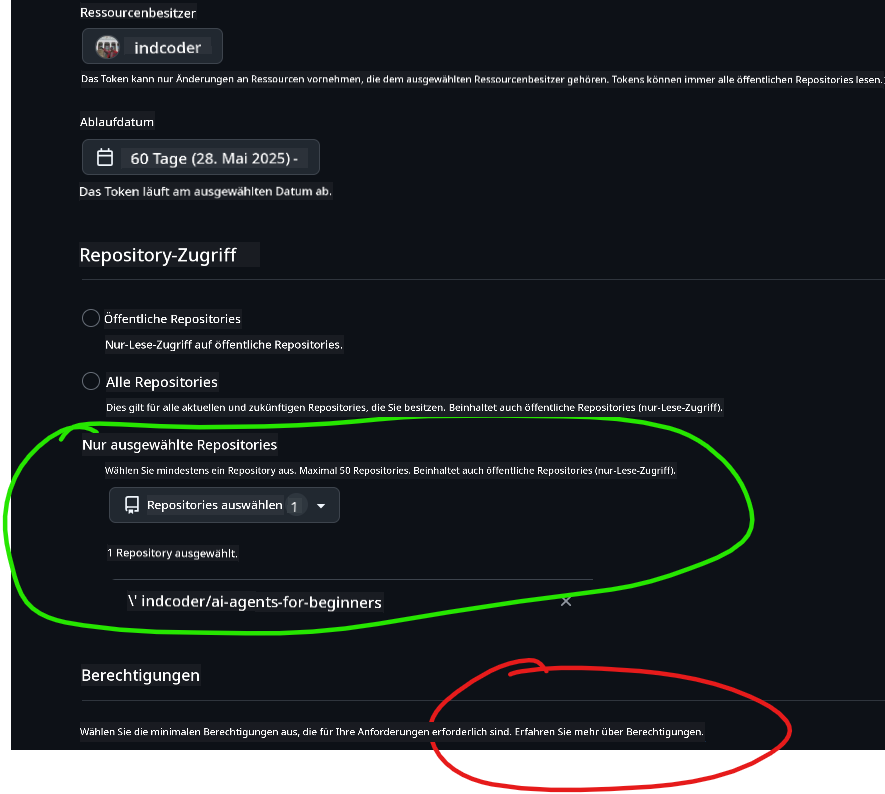 Ressourcenbesitzer
indcoder
Das Token kann nur Änderungen an Ressourcen vornehmen, die dem ausgewählten Ressourcenbesitzer gehören. Tokens können immer alle öffentlichen Repositories lesen.
Ablaufdatum
60 Tage (28. Mai 2025) -
Das Token läuft am ausgewählten Datum ab.
Repository-Zugriff
Öffentliche Repositories
Nur-Lese-Zugriff auf öffentliche Repositories.
Alle Repositories
Dies gilt für alle aktuellen und zukünftigen Repositories, die Sie besitzen. Beinhaltet auch öffentliche Repositories (nur-Lese-Zugriff).
Nur ausgewählte Repositories
Wählen Sie mindestens ein Repository aus. Maximal 50 Repositories. Beinhaltet auch öffentliche Repositories (nur-Lese-Zugriff).
Repositories auswählen 1
1 Repository ausgewählt.
\' indcoder/ai-agents-for-beginners
Berechtigungen
Wählen Sie die minimalen Berechtigungen aus, die für Ihre Anforderungen erforderlich sind. Erfahren Sie mehr über Berechtigungen.